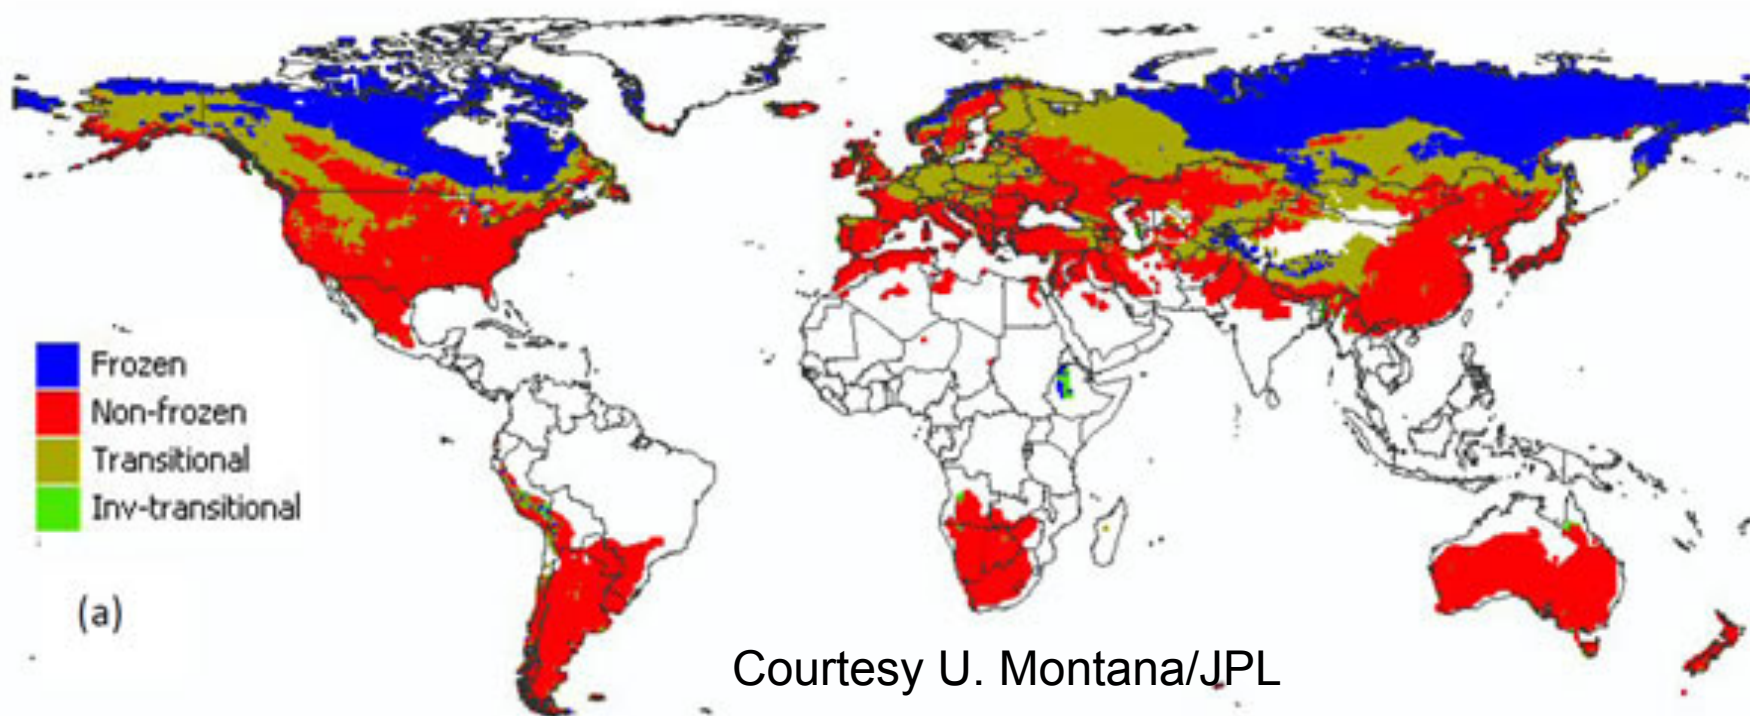 Frozen
Non-frozen
Transitional
Inv-transitional
(a)
Courtesy U. Montana/JPL